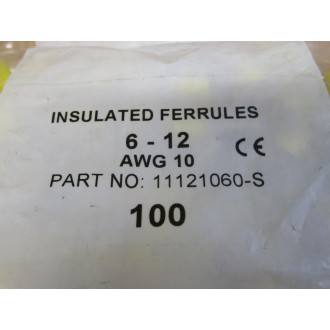 INSULATED FERRULES
6 - 12 CE
AWG 10
PART NO: 11121060-S
100